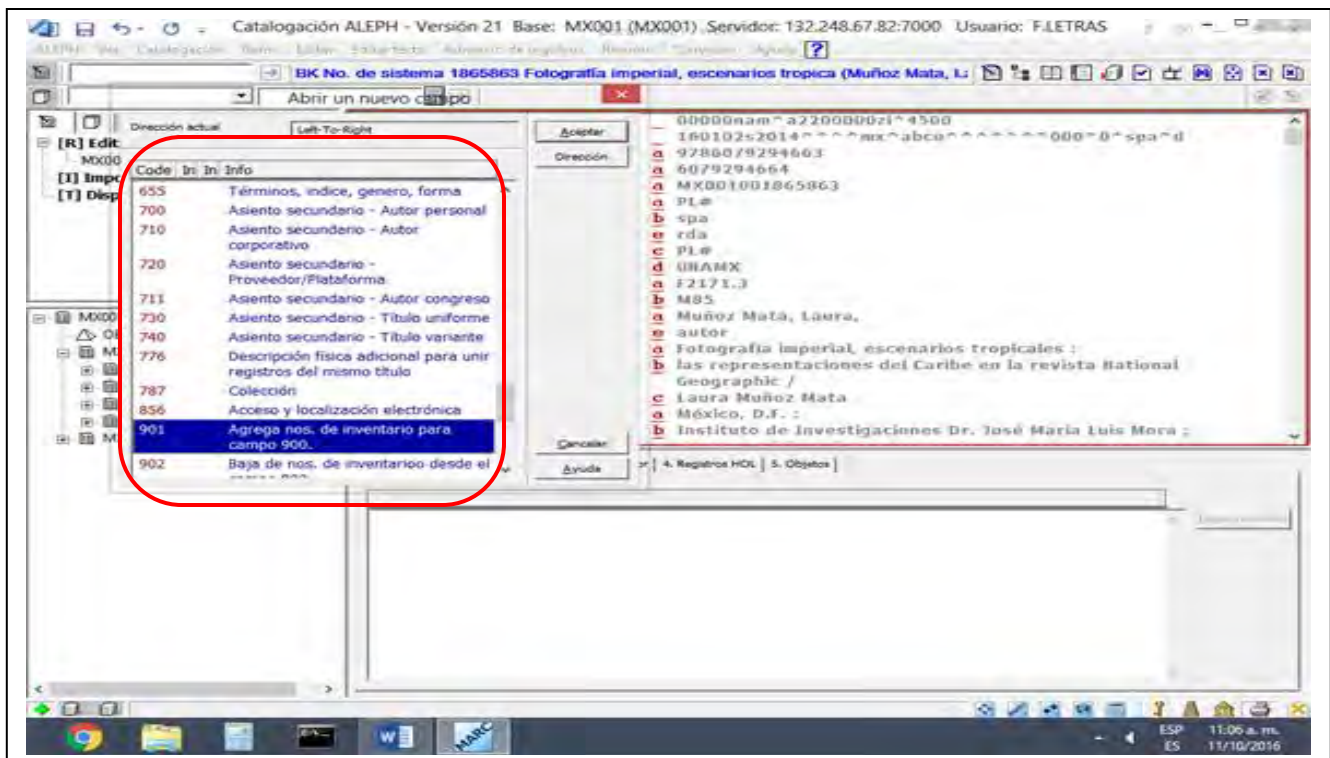 Catalogación ALEPH - Versión 21 Base: MX001 (MX001) Servidor: 132.248.67.82:7000 Usuario: F.LETRAS
BK No. de sistema 1865863 Fotografía imperial, escenarios tropica (Muñoz Mata, L
Abrir un nuevo campo
Dirección actual
Left-To-Right
Aceptar
Dirección
Cancelar
Ayuda
[R] Edit
MX00
[I] Impo
[T] Disp
Code In In Info
655 Términos, indice, genero, forma
700 Asiento secundario - Autor personal
710 Asiento secundario - Autor
corporativo
720 Asiento secundario -
Proveedor/Plataforma
711 Asiento secundario - Autor congreso
730 Asiento secundario - Título uniforme
740 Asiento secundario - Título variante
776 Descripción física adicional para unir
registros del mismo título
787 Colección
856 Acceso y localización electrónica
901 Agrega nos. de inventario para
campo 900.
902 Baja de nos. de inventarioo desde el
MX00
00000nam^a2200000zi^4500
160102s2014^^^^mx^abco^^^^^^000^0^spa^d
a 9786079294663
a 6079294664
a MX001001865863
a PL#
b spa
e rda
c PL#
d UNAMX
a F2171.3
b M85
a Muñoz Mata, Laura,
e autor
a Fotografía imperial, escenarios tropicales :
b las representaciones del Caribe en la revista National
Geographic /
c Laura Muñoz Mata
a México, D.F. :
b Instituto de Investigaciones Dr. José María Luis Mora ;
4. Registros HOL | 5. Objetos
MARC
ESP
ES
11:06 a. m.
11/10/2016